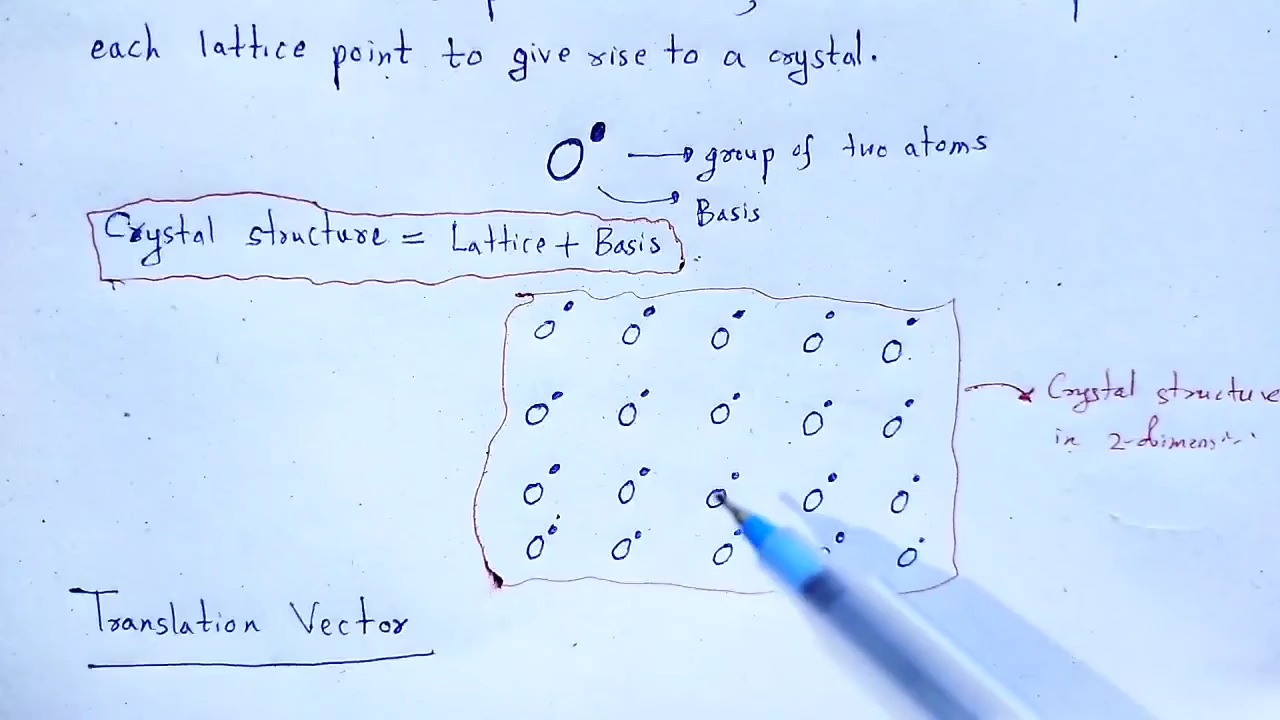 each lattice point to give rise to a crystal.
group of two atoms
Basis
Crystal structure = Lattice + Basis
Crystal structure
in 2-dimension
Translation Vector